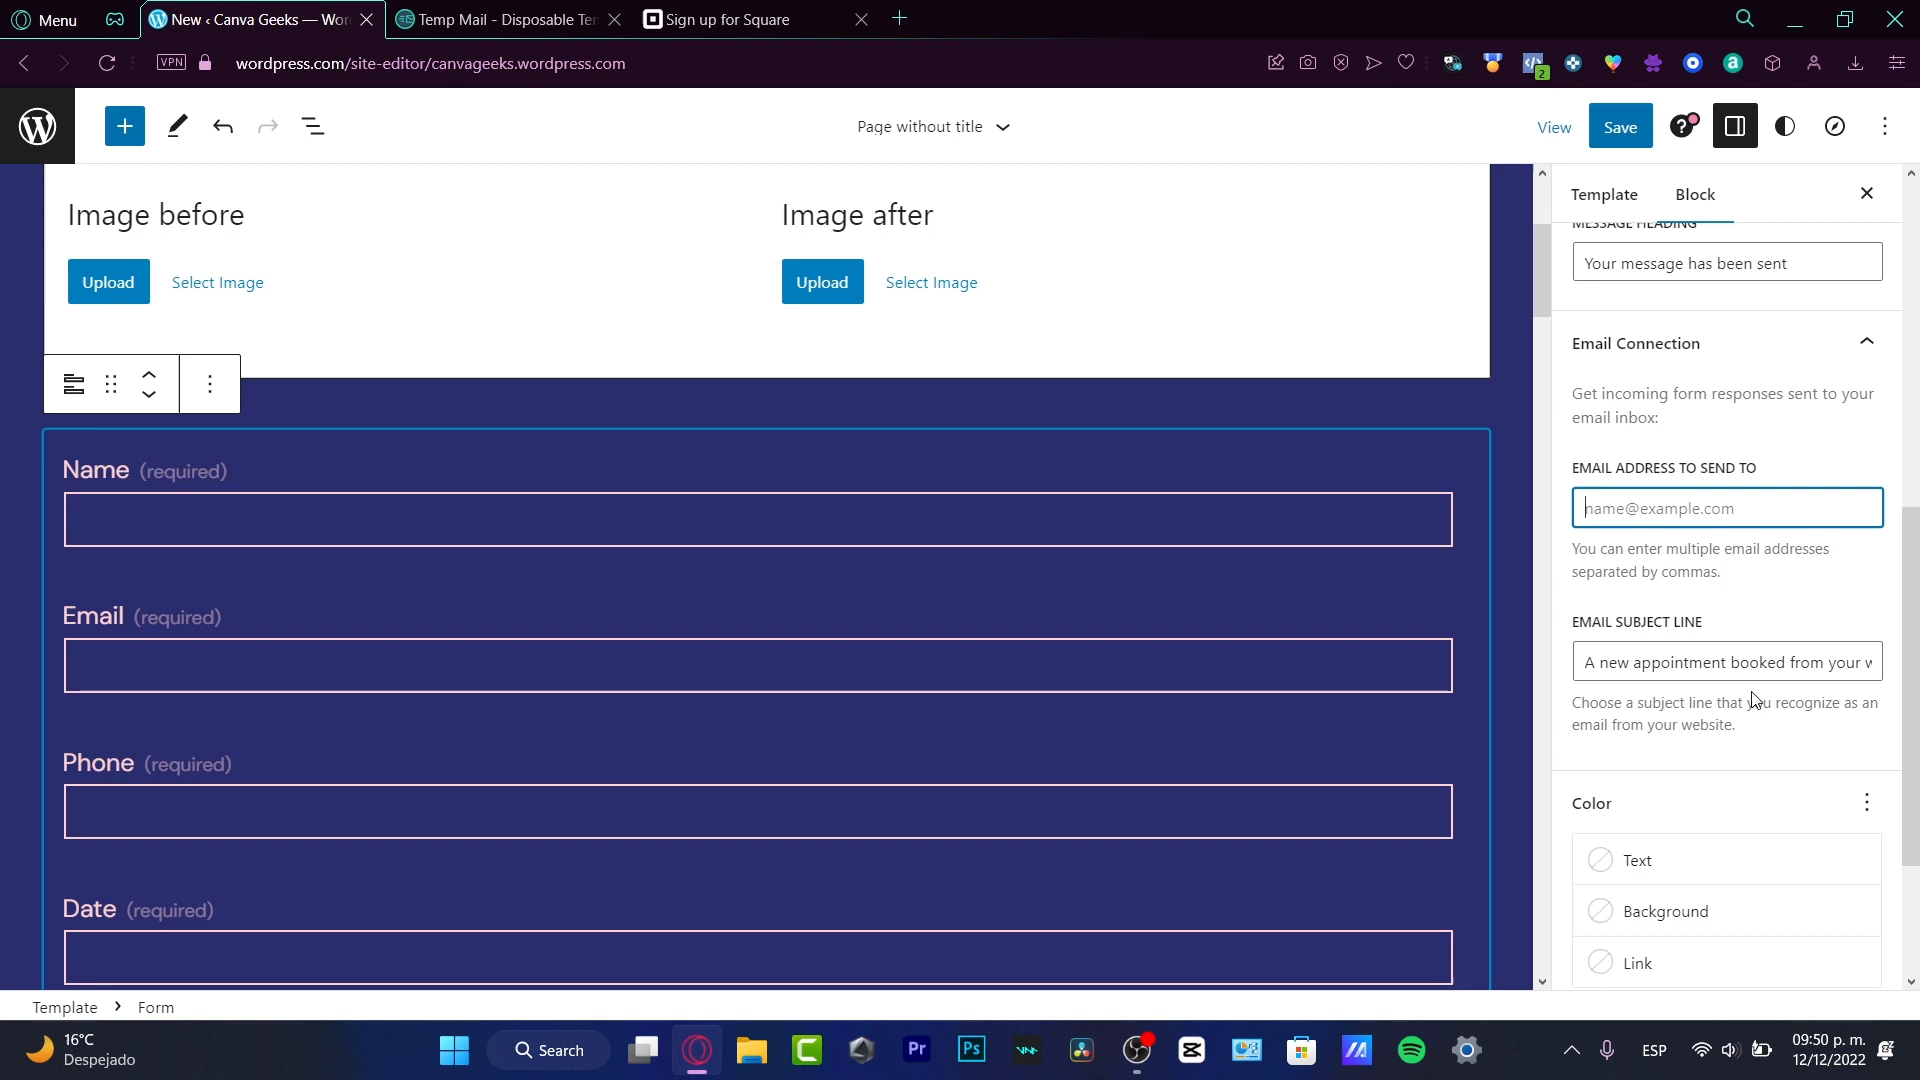 Menu
New ‹ Canva Geeks — Wor
Temp Mail - Disposable Ter
Sign up for Square
VPN
wordpress.com/site-editor/canvageeks.wordpress.com
2
Page without title
View
Save
Image before
Image after
Upload
Select Image
Upload
Select Image
Template
Block
MESSAGE HEADING
Your message has been sent
Email Connection
Get incoming form responses sent to your
email inbox:
EMAIL ADDRESS TO SEND TO
name@example.com
You can enter multiple email addresses
separated by commas.
EMAIL SUBJECT LINE
A new appointment booked from your w
Choose a subject line that you recognize as an
email from your website.
Color
Text
Background
Link
Name (required)
Email (required)
Phone (required)
Date (required)
Template
Form
16°C
Despejado
Search
Pr
Ps
ESP
09:50 p. m.
12/12/2022